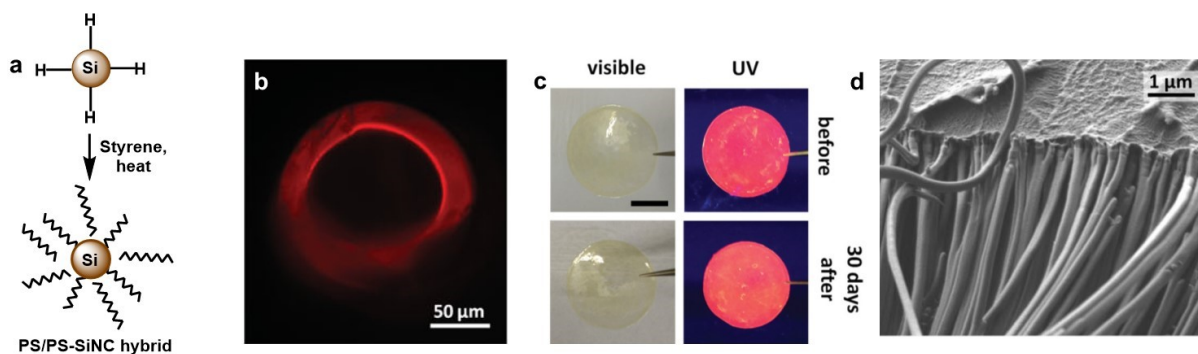 a
H
H
Si
H
H
Styrene,
heat
Si
PS/PS-SiNC hybrid
b
50 µm
c
visible
UV
before
30 days
after
d
1 µm